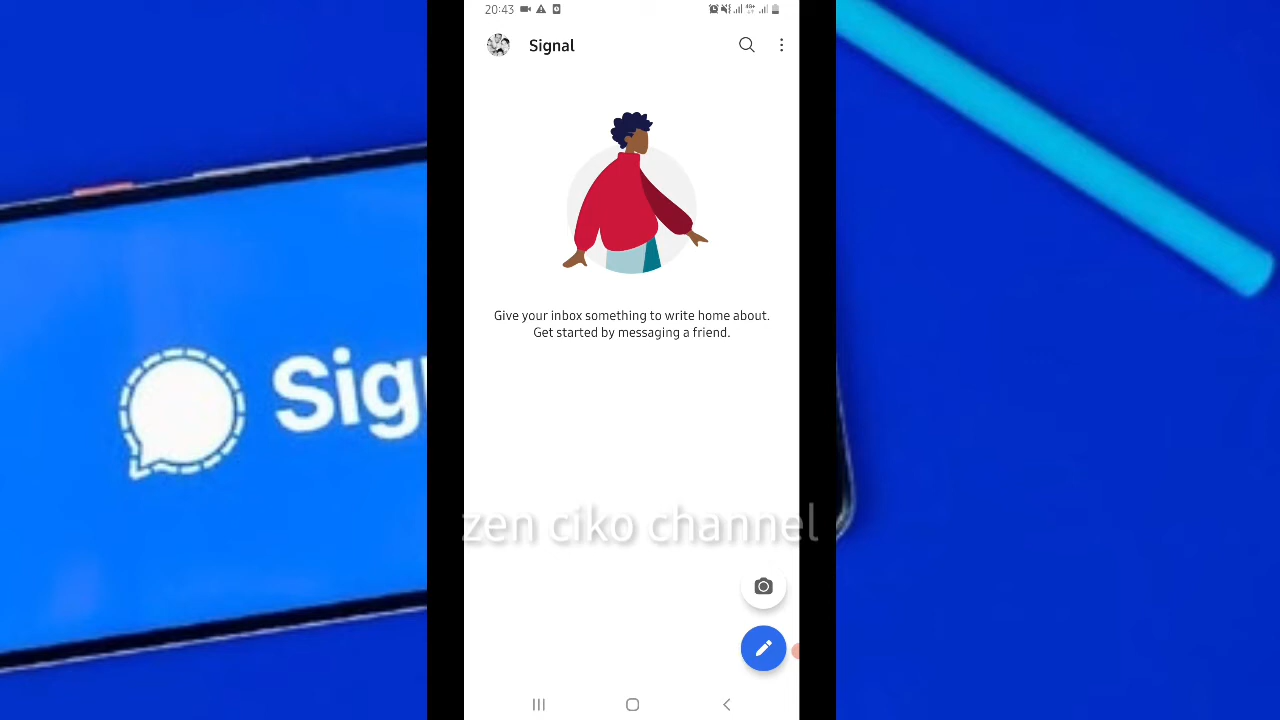 20:43
Signal
Give your inbox something to write home about.
Get started by messaging a friend.
Sig
zen ciko channel